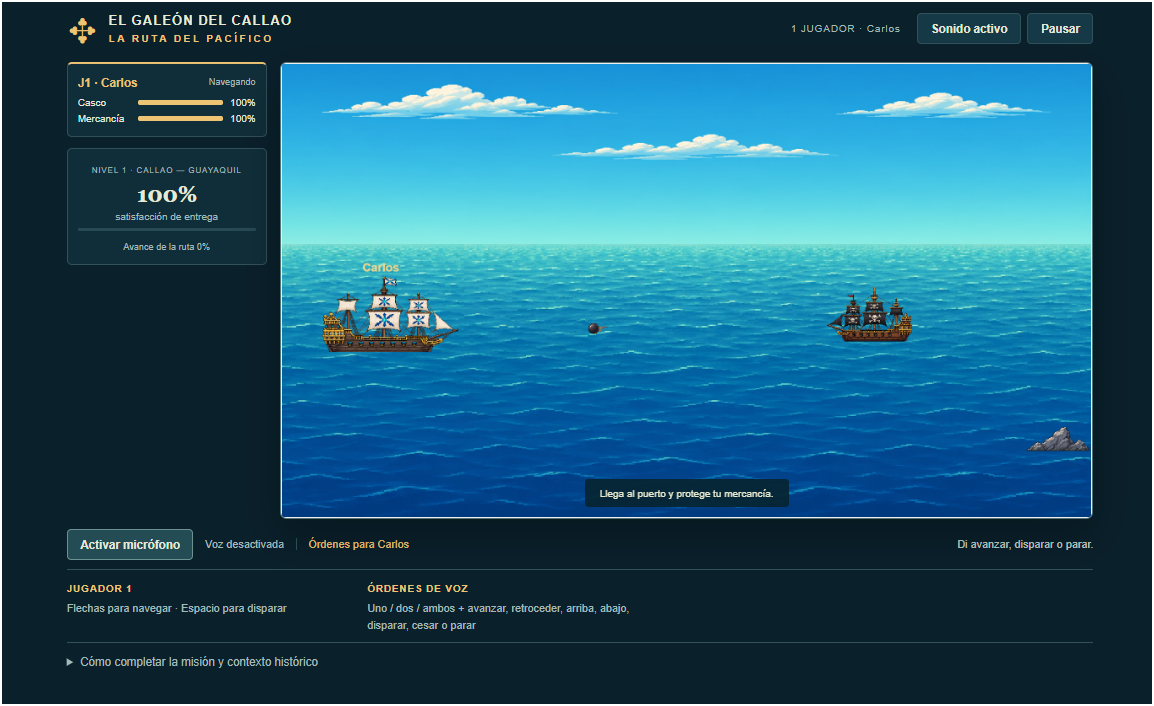 EL GALEÓN DEL CALLAO
LA RUTA DEL PACÍFICO
1 JUGADOR · Carlos
Sonido activo
Pausar
J1 · Carlos
Navegando
Casco 100%
Mercancía 100%
NIVEL 1 · CALLAO — GUAYAQUIL
100%
satisfacción de entrega
Avance de la ruta 0%
Carlos
Llega al puerto y protege tu mercancía.
Activar micrófono
Voz desactivada
Órdenes para Carlos
Di avanzar, disparar o parar.
JUGADOR 1
Flechas para navegar · Espacio para disparar
ÓRDENES DE VOZ
Uno / dos / ambos + avanzar, retroceder, arriba, abajo,
disparar, cesar o parar
Cómo completar la misión y contexto histórico